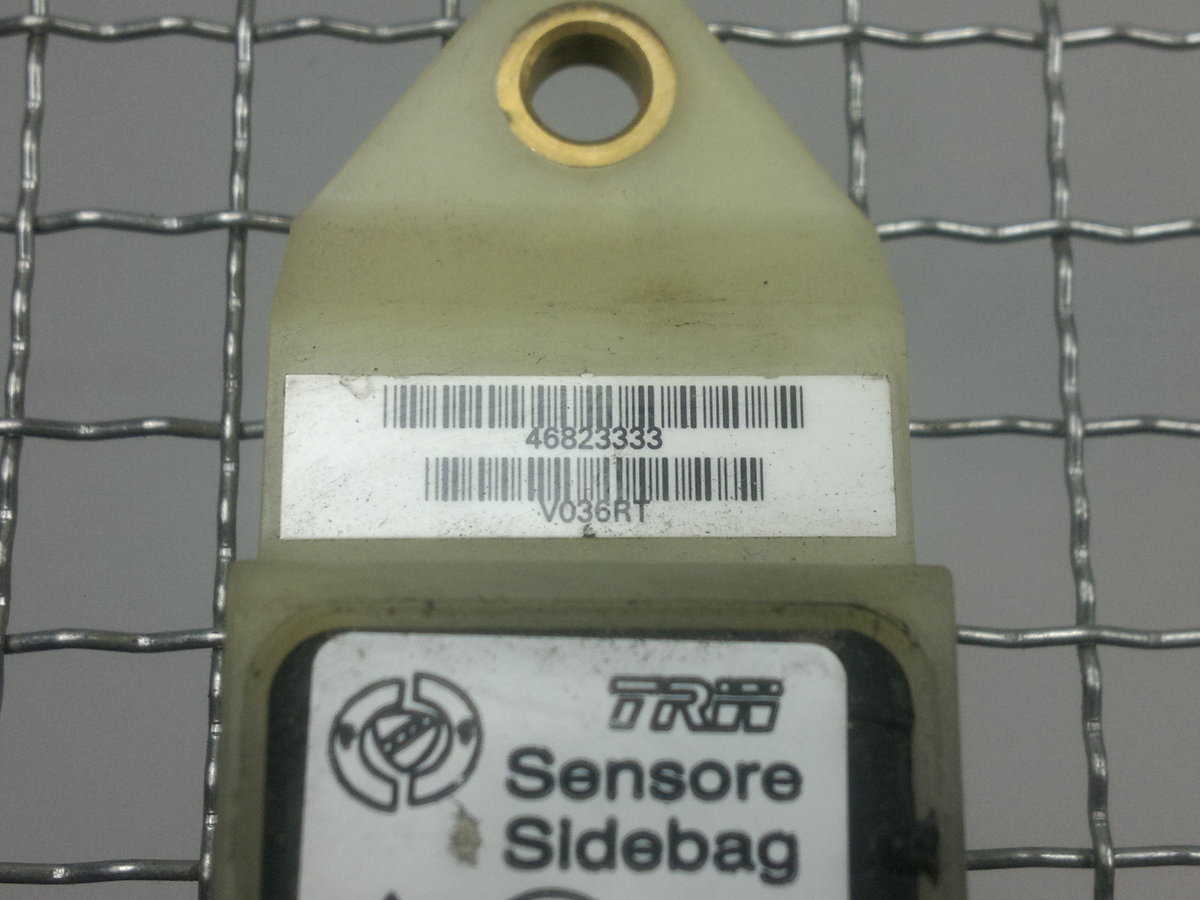 46823333
V036RT
TRW
Sensore
Sidebag